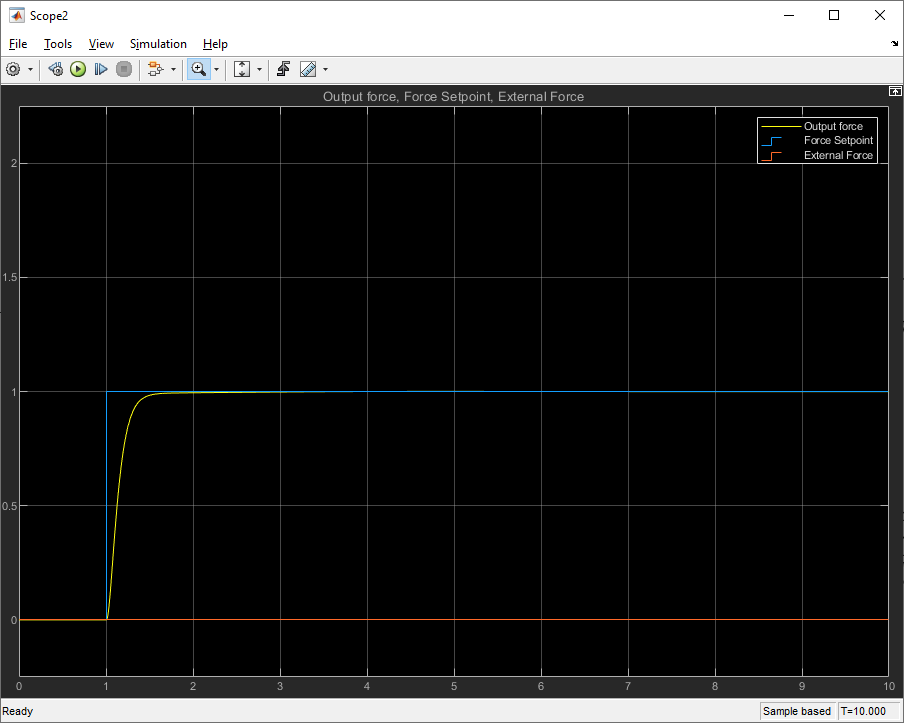 Scope2
File Tools View Simulation Help
Output force, Force Setpoint, External Force
Output force
Force Setpoint
External Force
2
1.5
1
0.5
0
0 1 2 3 4 5 6 7 8 9 10
Ready
Sample based T=10.000